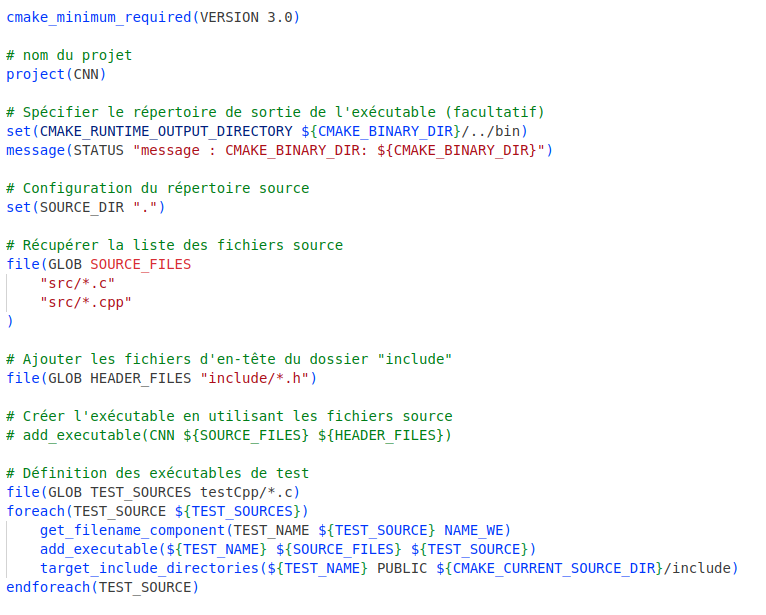 cmake_minimum_required(VERSION 3.0)

# nom du projet
project(CNN)

# Spécifier le répertoire de sortie de l'exécutable (facultatif)
set(CMAKE_RUNTIME_OUTPUT_DIRECTORY ${CMAKE_BINARY_DIR}/../bin)
message(STATUS "message : CMAKE_BINARY_DIR: ${CMAKE_BINARY_DIR}")

# Configuration du répertoire source
set(SOURCE_DIR ".")

# Récupérer la liste des fichiers source
file(GLOB SOURCE_FILES
    "src/*.c"
    "src/*.cpp"
)

# Ajouter les fichiers d'en-tête du dossier "include"
file(GLOB HEADER_FILES "include/*.h")

# Créer l'exécutable en utilisant les fichiers source
# add_executable(CNN ${SOURCE_FILES} ${HEADER_FILES})

# Définition des exécutables de test
file(GLOB TEST_SOURCES testCpp/*.c)
foreach(TEST_SOURCE ${TEST_SOURCES})
    get_filename_component(TEST_NAME ${TEST_SOURCE} NAME_WE)
    add_executable(${TEST_NAME} ${SOURCE_FILES} ${TEST_SOURCE})
    target_include_directories(${TEST_NAME} PUBLIC ${CMAKE_CURRENT_SOURCE_DIR}/include)
endforeach(TEST_SOURCE)